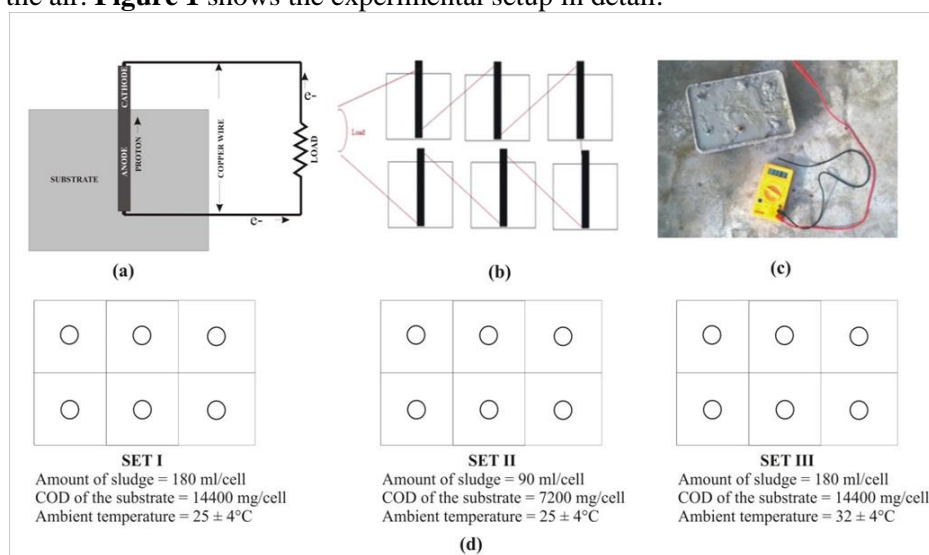 the air. Figure 1 shows the experimental setup in detail.
CATHODE
ANODE
PROTON
SUBSTRATE
COPPER WIRE
e-
LOAD
e-
(a)
Load
(b)
(c)
SET I
Amount of sludge = 180 ml/cell
COD of the substrate = 14400 mg/cell
Ambient temperature = 25 ± 4°C
SET II
Amount of sludge = 90 ml/cell
COD of the substrate = 7200 mg/cell
Ambient temperature = 25 ± 4°C
SET III
Amount of sludge = 180 ml/cell
COD of the substrate = 14400 mg/cell
Ambient temperature = 32 ± 4°C
(d)